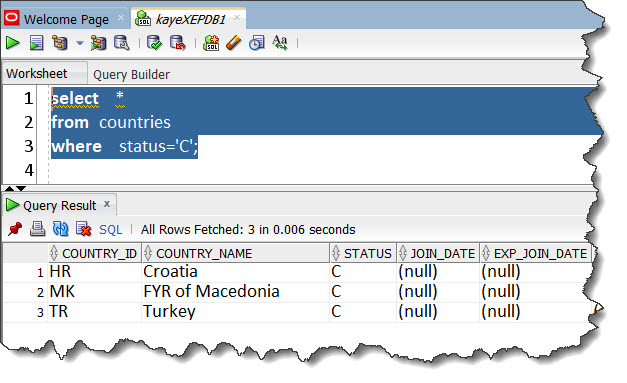 Welcome Page × kayeXEPDB1 ×
Worksheet Query Builder
1 select *
2 from countries
3 where status='C';
4
Query Result x
SQL | All Rows Fetched: 3 in 0.006 seconds
COUNTRY_ID COUNTRY_NAME STATUS JOIN_DATE EXP_JOIN_DATE
1 HR Croatia C (null) (null)
2 MK FYR of Macedonia C (null) (null)
3 TR Turkey C (null) (null)